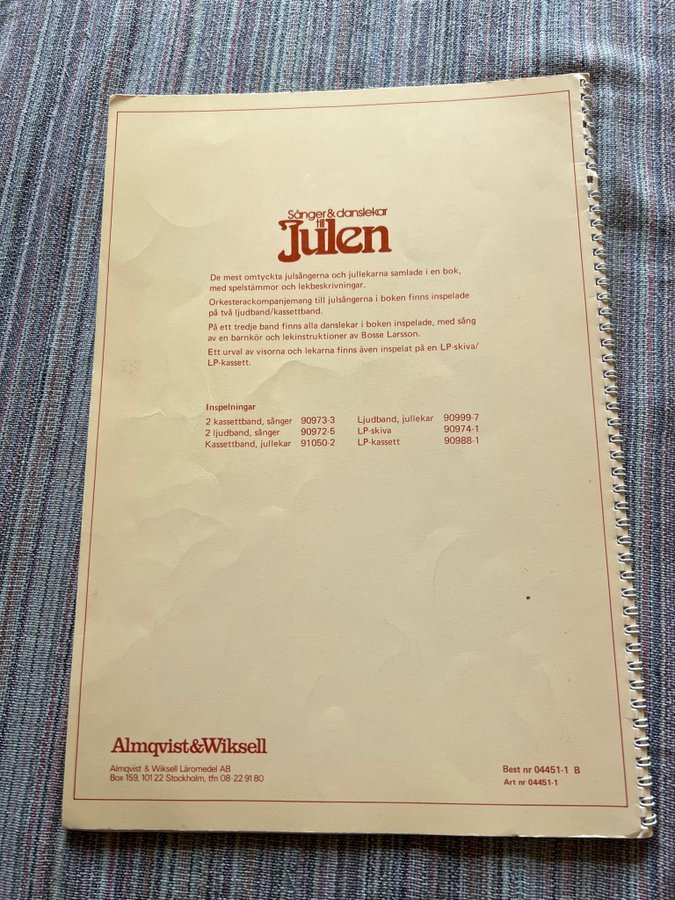 Sånger & danslekar
till
Julen
De mest omtyckta julsångerna och jullekarna samlade i en bok,
med spelstämmor och lekbeskrivningar.
Orkesterackompanjemang till julsångerna i boken finns inspelade
på två ljudband/kassettband.
På ett tredje band finns alla danslekar i boken inspelade, med sång
av en barnkör och lekinstruktioner av Bosse Larsson.
Ett urval av visorna och lekarna finns även inspelat på en LP-skiva/
LP-kassett.
Inspelningar
2 kassettband, sånger 90973-3
2 ljudband, sånger 90972-5
Kassettband, jullekar 91050-2
Ljudband, jullekar 90999-7
LP-skiva 90974-1
LP-kassett 90988-1
Almqvist&Wiksell
Almqvist & Wiksell Läromedel AB
Box 159, 101 22 Stockholm, tfn 08-22 91 80
Best nr 04451-1 B
Art nr 04451-1